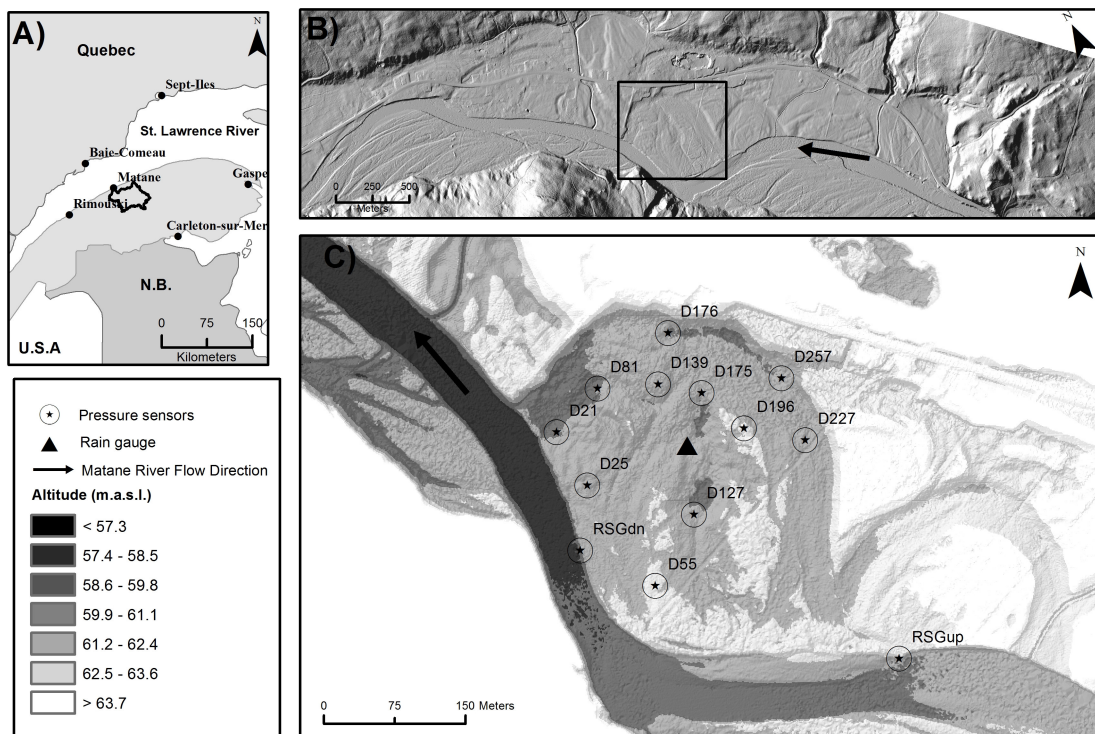 A)
N
Quebec
Sept-Iles
St. Lawrence River
Baie-Comeau
Matane
Gaspe
Rimouski
Carleton-sur-Mer
N.B.
0 75 150
Kilometers
U.S.A
B)
N
0 250 500
Meters
Pressure sensors
Rain gauge
Matane River Flow Direction
Altitude (m.a.s.l.)
< 57.3
57.4 - 58.5
58.6 - 59.8
59.9 - 61.1
61.2 - 62.4
62.5 - 63.6
> 63.7
C)
N
D176
D139
D257
D81
D175
D21
D196
D227
D25
D127
RSGdn
D55
RSGup
0 75 150 Meters